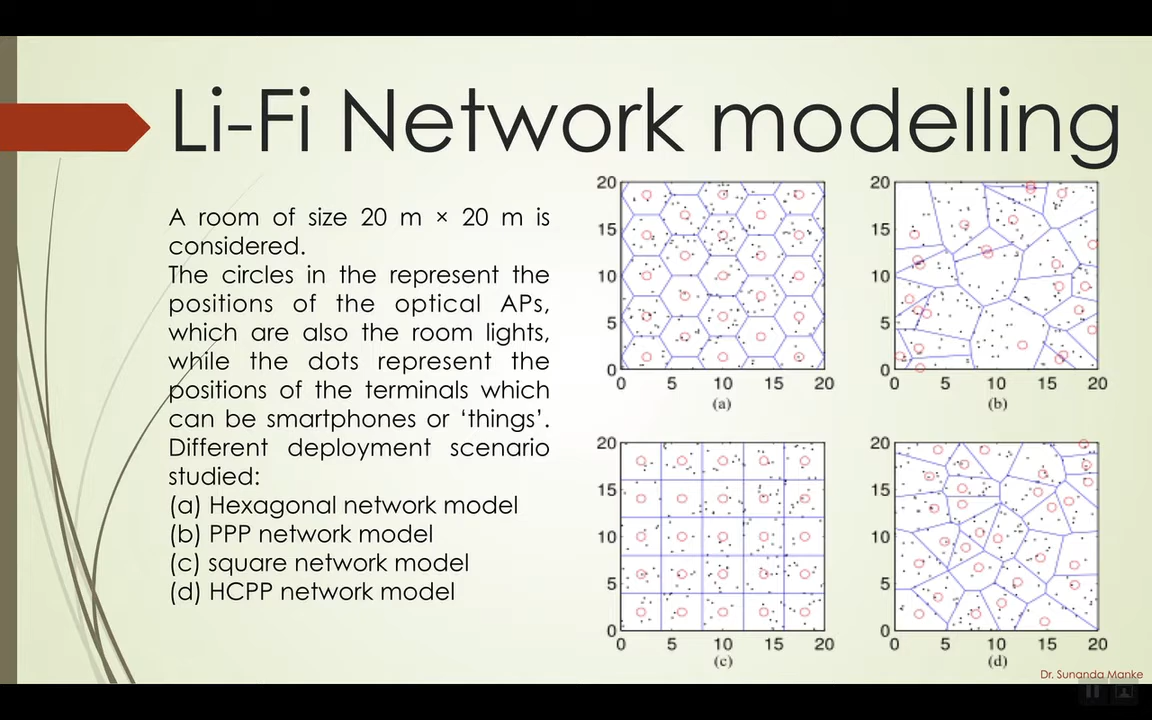 Li-Fi Network modelling
A room of size 20 m × 20 m is
considered.
The circles in the represent the
positions of the optical APs,
which are also the room lights,
while the dots represent the
positions of the terminals which
can be smartphones or ‘things’.
Different deployment scenario
studied:
(a) Hexagonal network model
(b) PPP network model
(c) square network model
(d) HCPP network model
20
15
10
5
0
0 5 10 15 20
(a)
20
15
10
5
0
0 5 10 15 20
(b)
20
15
10
5
0
0 5 10 15 20
(c)
20
15
10
5
0
0 5 10 15 20
(d)
Dr. Sunanda Manke